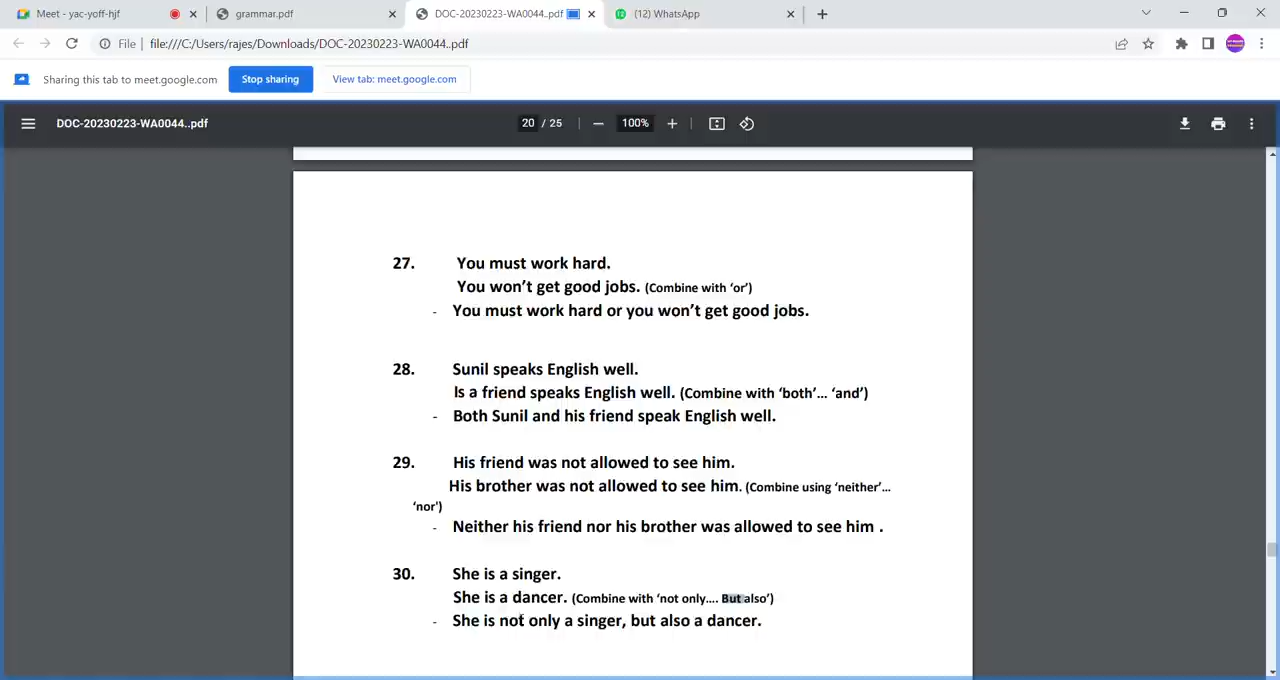 Meet - yac-yoff-hjf
grammar.pdf
DOC-20230223-WA0044..pdf
(12) WhatsApp
File | file:///C:/Users/rajes/Downloads/DOC-20230223-WA0044..pdf
Sharing this tab to meet.google.com
Stop sharing
View tab: meet.google.com
DOC-20230223-WA0044..pdf
20 / 25
100%
27. You must work hard.
You won’t get good jobs. (Combine with ‘or’)
- You must work hard or you won’t get good jobs.
28. Sunil speaks English well.
Is a friend speaks English well. (Combine with ‘both’... ‘and’)
- Both Sunil and his friend speak English well.
29. His friend was not allowed to see him.
His brother was not allowed to see him. (Combine using ‘neither’...
‘nor')
- Neither his friend nor his brother was allowed to see him .
30. She is a singer.
She is a dancer. (Combine with ‘not only.... But also’)
- She is not only a singer, but also a dancer.